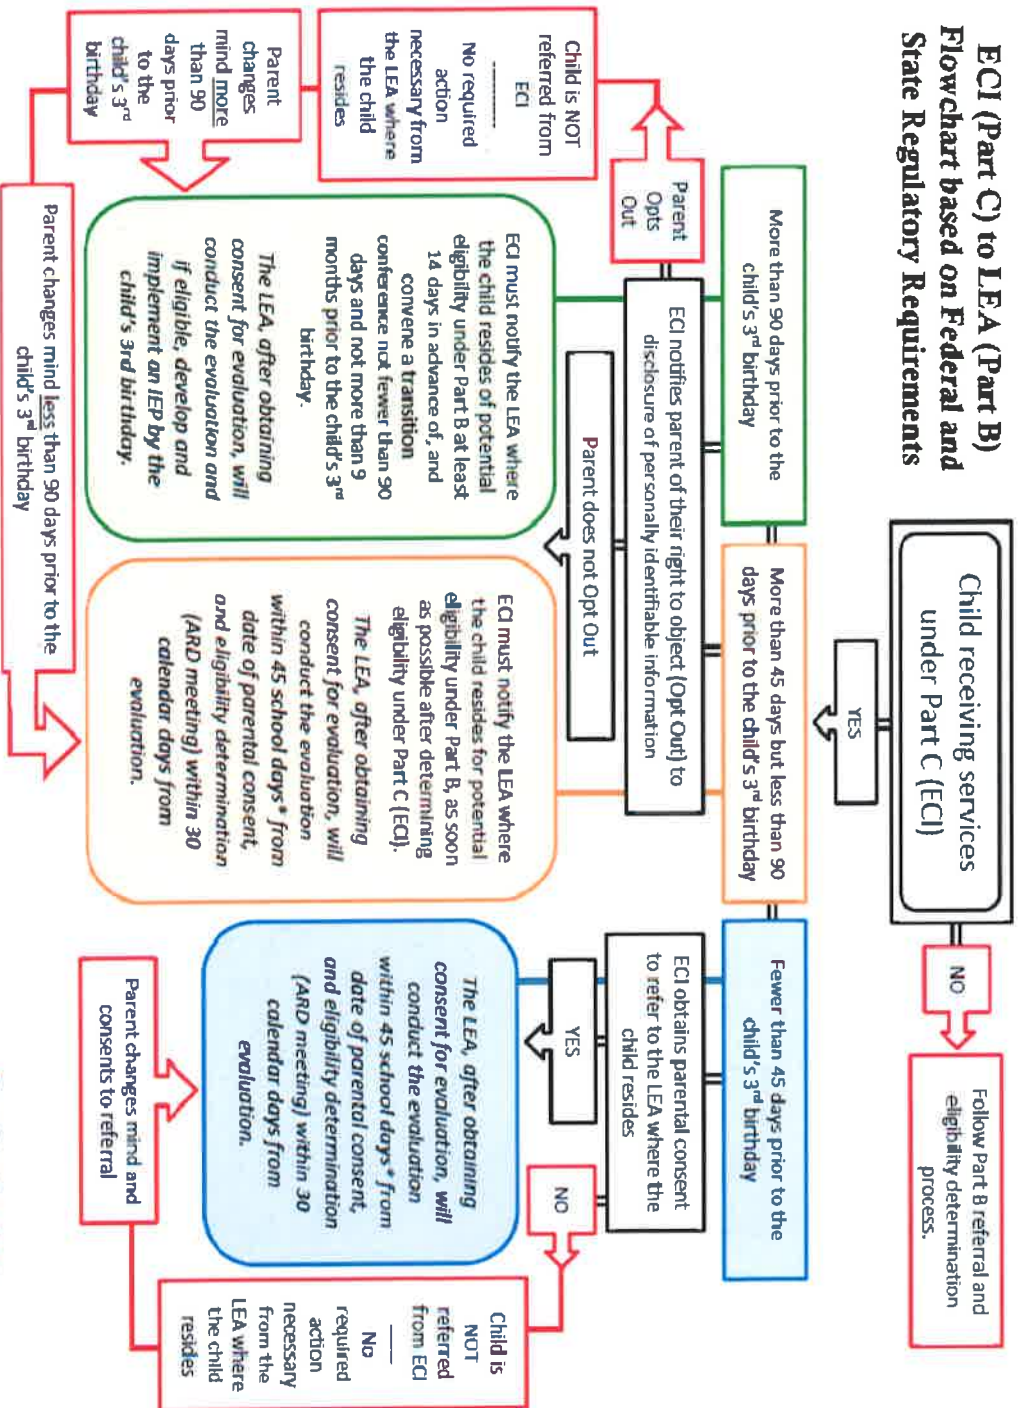 ECI (Part C) to LEA (Part B)
Flowchart based on Federal and
State Regulatory Requirements
Child receiving services
under Part C (ECI)
NO
Follow Part B referral and
eligibility determination
process.
YES
More than 90 days prior to the
child's 3rd birthday
More than 45 days but less than 90
days prior to the child's 3rd birthday
Fewer than 45 days prior to the
child's 3rd birthday
Parent
Opts
Out
ECI notifies parent of their right to object (Opt Out) to
disclosure of personally identifiable information
ECI obtains parental consent
to refer to the LEA where the
child resides
Parent does not Opt Out
YES
NO
Child is NOT
referred from
ECI
No required
action
necessary from
the LEA where
the child
resides
Parent
changes
mind more
than 90
days prior
to the
child's 3rd
birthday
ECI must notify the LEA where
the child resides of potential
eligibility under Part B at least
14 days in advance of, and
convene a transition
conference not fewer than 90
days and not more than 9
months prior to the child's 3rd
birthday.
The LEA, after obtaining
consent for evaluation, will
conduct the evaluation and
if eligible, develop and
implement an IEP by the
child's 3rd birthday.
ECI must notify the LEA where
the child resides for potential
eligibility under Part B, as soon
as possible after determining
eligibility under Part C (ECI).
The LEA, after obtaining
consent for evaluation, will
conduct the evaluation
within 45 school days* from
date of parental consent,
and eligibility determination
(ARD meeting) within 30
calendar days from
evaluation.
The LEA, after obtaining
consent for evaluation, will
conduct the evaluation
within 45 school days* from
date of parental consent,
and eligibility determination
(ARD meeting) within 30
calendar days from
evaluation.
Child is
NOT
referred
from ECI
No
required
action
necessary
from the
LEA where
the child
resides
Parent changes mind less than 90 days prior to the
child's 3rd birthday
Parent changes mind and
consents to referral